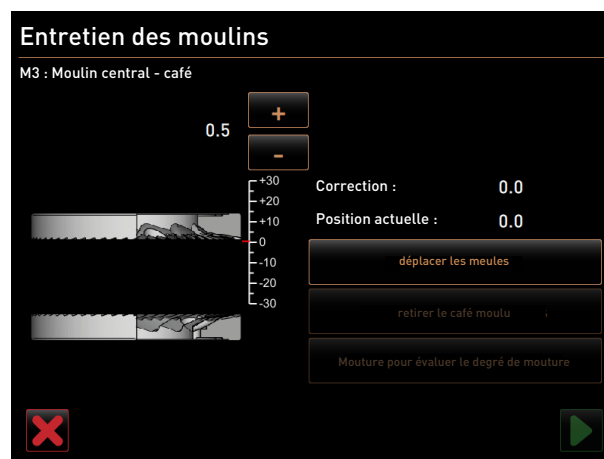 Entretien des moulins
M3 : Moulin central - café
+
0.5
-
+30
+20
+10
0
-10
-20
-30
Correction : 0.0
Position actuelle : 0.0
déplacer les meules
retirer le café moulu
Mouture pour évaluer le degré de mouture